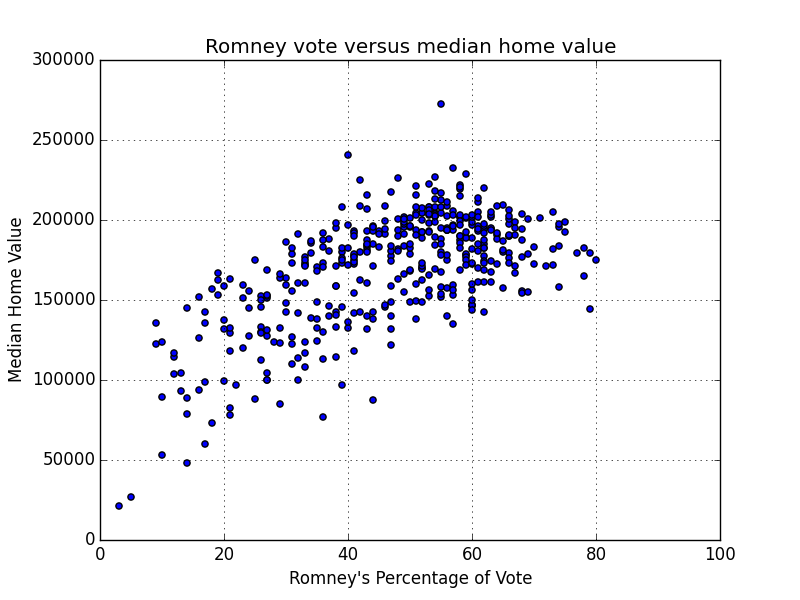 Romney vote versus median home value
300000
250000
200000
150000
100000
50000
0
Median Home Value
0 20 40 60 80 100
Romney's Percentage of Vote